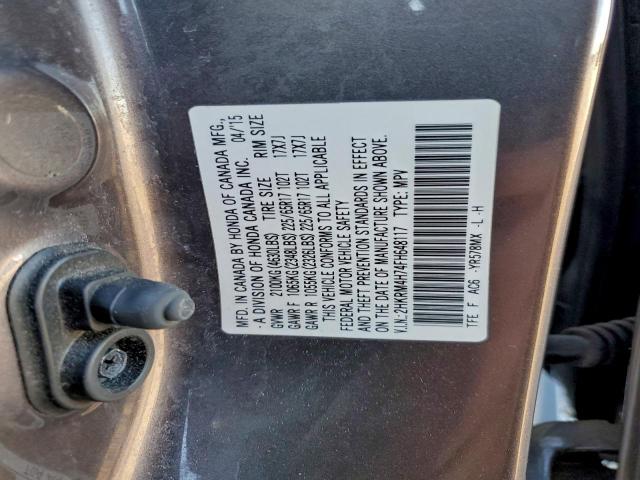 MFD. IN CANADA BY HONDA OF CANADA MFG.,
-A DIVISION OF HONDA CANADA INC. 04/15
GVWR 2100KG(4630LBS) TIRE SIZE RIM SIZE
GAWR F 1065KG(2348LBS) 225/65R17 102T 17X7J
GAWR R 1055KG(2326LBS) 225/65R17 102T 17X7J
THIS VEHICLE CONFORMS TO ALL APPLICABLE
FEDERAL MOTOR VEHICLE SAFETY
AND THEFT PREVENTION STANDARDS IN EFFECT
ON THE DATE OF MANUFACTURE SHOWN ABOVE.
V.I.N.:2HKRM4H74FH648117 TYPE: MPV
TFE F AC6 -YR578MX -L -H